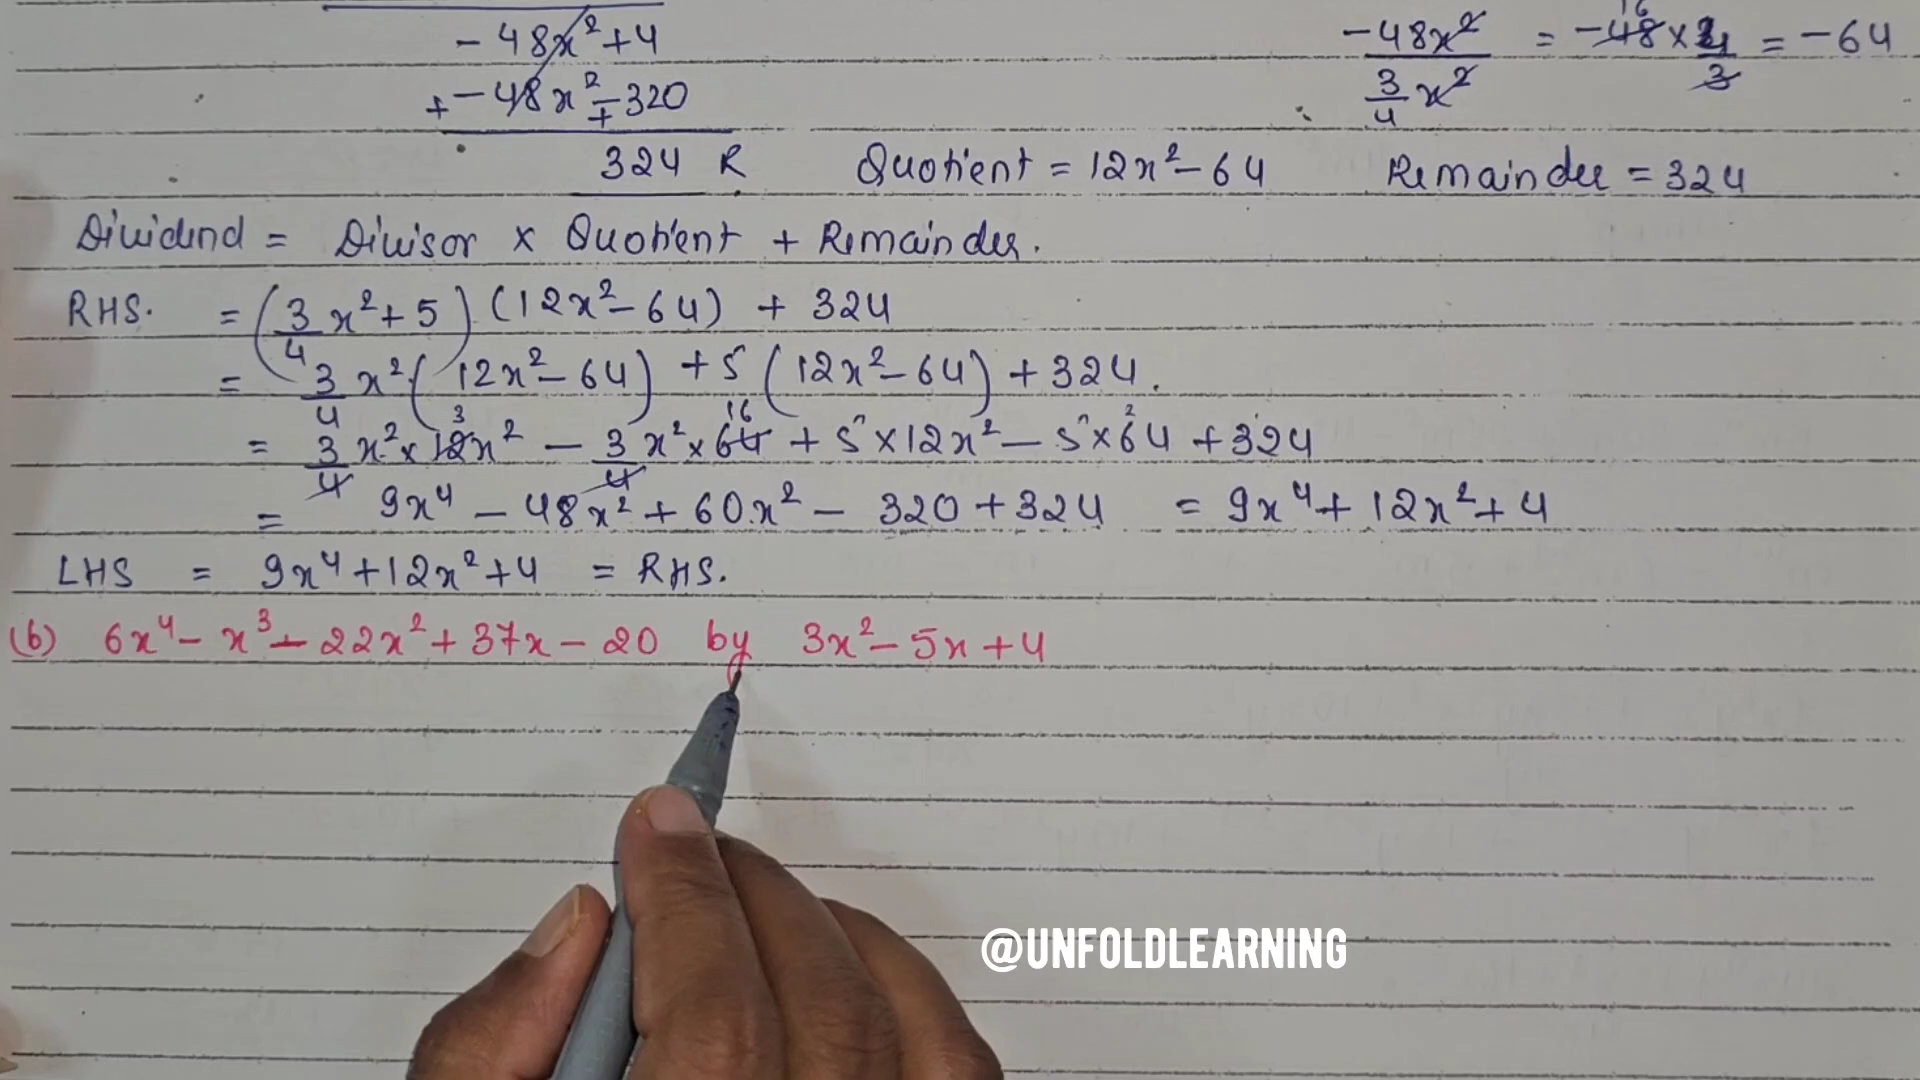 - 48x² + 4
-48x² / 3/4 x² = -48 × 4 / 3 = -64
+ - 48x² - 320
324 R Quotient = 12x² - 64 Remainder = 324
Dividend = Divisor × Quotient + Remainder.
RHS. = (3/4 x² + 5) (12x² - 64) + 324
= 3/4 x² (12x² - 64) + 5 (12x² - 64) + 324.
= 3/4 x² × 12x² - 3/4 x² × 64 + 5 × 12x² - 5 × 64 + 324
= 9x⁴ - 48x² + 60x² - 320 + 324 = 9x⁴ + 12x² + 4
LHS = 9x⁴ + 12x² + 4 = RHS.
(b) 6x⁴ - x³ - 22x² + 37x - 20 by 3x² - 5x + 4
@UNFOLDLEARNING